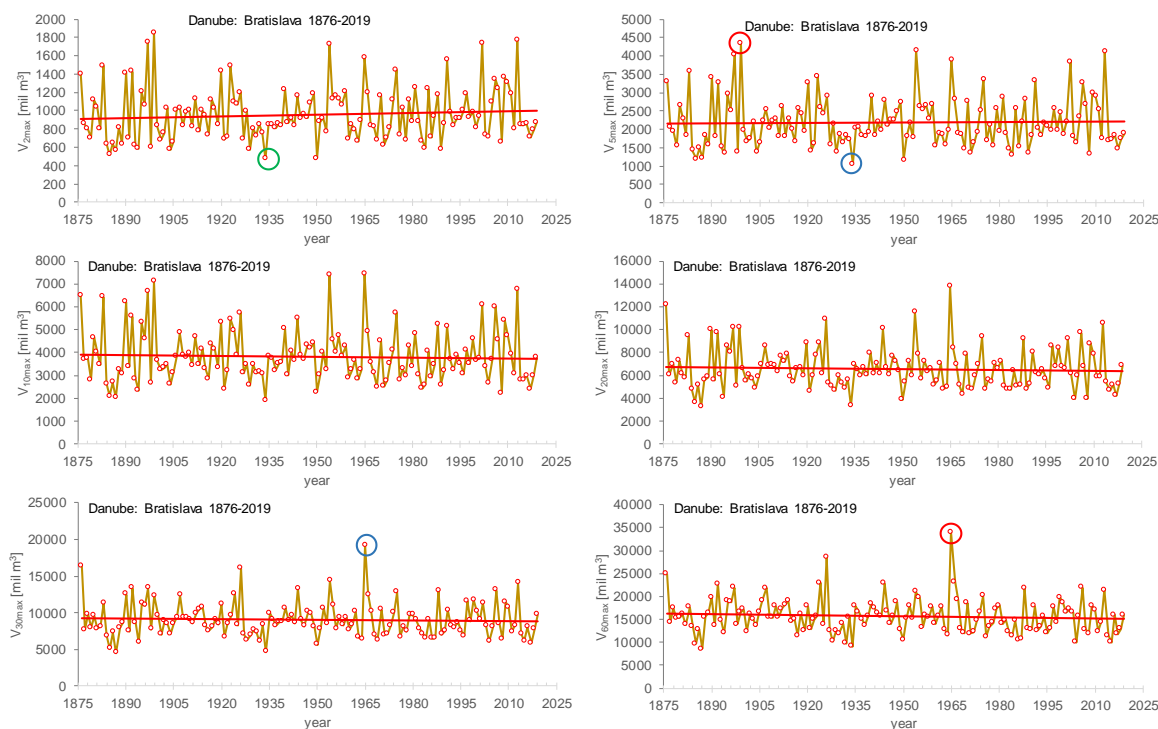 Danube: Bratislava 1876-2019
V2max [mil m³]
2000
1800
1600
1400
1200
1000
800
600
400
200
0
1875 1890 1905 1920 1935 1950 1965 1980 1995 2010 2025
year
Danube: Bratislava 1876-2019
V5max [mil m³]
5000
4500
4000
3500
3000
2500
2000
1500
1000
500
0
1875 1890 1905 1920 1935 1950 1965 1980 1995 2010 2025
year
Danube: Bratislava 1876-2019
V10max [mil m³]
8000
7000
6000
5000
4000
3000
2000
1000
0
1875 1890 1905 1920 1935 1950 1965 1980 1995 2010 2025
year
Danube: Bratislava 1876-2019
V20max [mil m³]
16000
14000
12000
10000
8000
6000
4000
2000
0
1875 1890 1905 1920 1935 1950 1965 1980 1995 2010 2025
year
Danube: Bratislava 1876-2019
V30max [mil m³]
25000
20000
15000
10000
5000
0
1875 1890 1905 1920 1935 1950 1965 1980 1995 2010 2025
year
Danube: Bratislava 1876-2019
V60max [mil m³]
40000
35000
30000
25000
20000
15000
10000
5000
0
1875 1890 1905 1920 1935 1950 1965 1980 1995 2010 2025
year